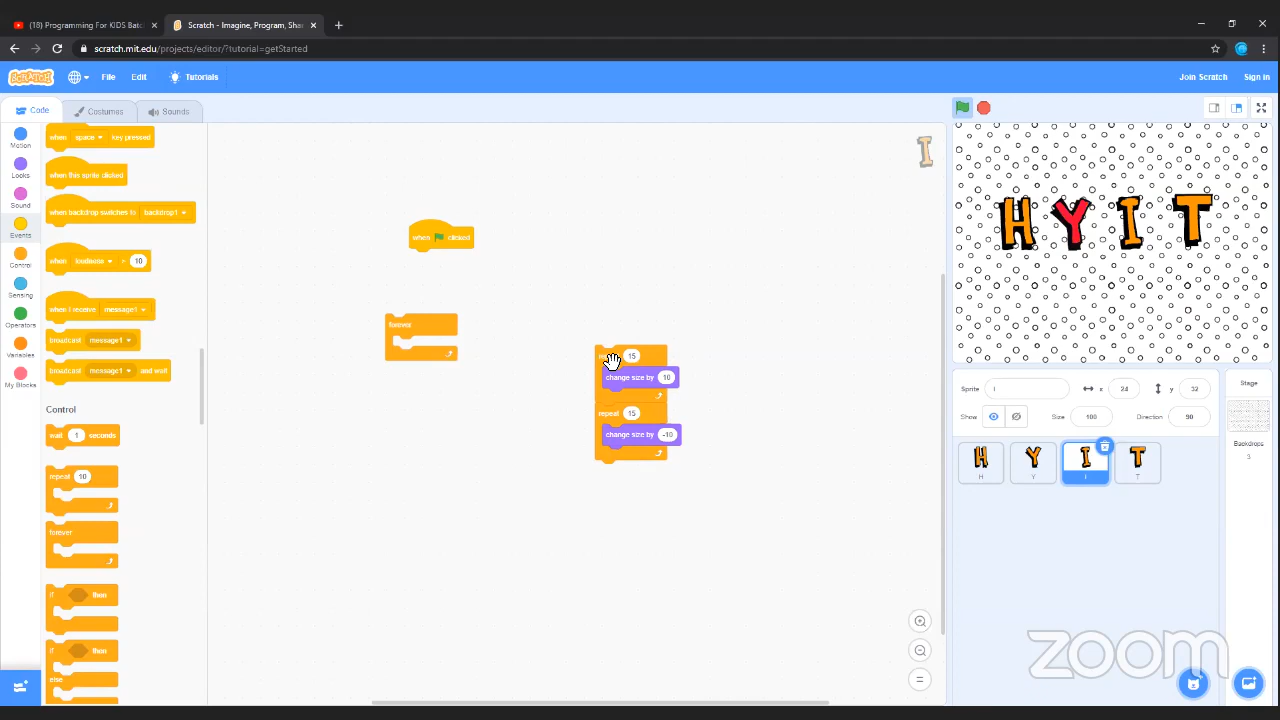 (18) Programming For KIDS Batch
Scratch - Imagine, Program, Sha
scratch.mit.edu/projects/editor/?tutorial=getStarted
SCRATCH
File
Edit
Tutorials
Join Scratch
Sign in
Code
Costumes
Sounds
Motion
Looks
Sound
Events
Control
Sensing
Operators
Variables
My Blocks
when space key pressed
when this sprite clicked
when backdrop switches to backdrop1
when loudness > 10
when I receive message1
broadcast message1
broadcast message1 and wait
Control
wait 1 seconds
repeat 10
forever
if then
if then
else
when clicked
forever
15
change size by 10
repeat 15
change size by -10
I
H Y I T
Sprite I x 24 y 32
Show Size 100 Direction 90
H
H
Y
Y
I
I
T
T
Stage
Backdrops
3
zoom